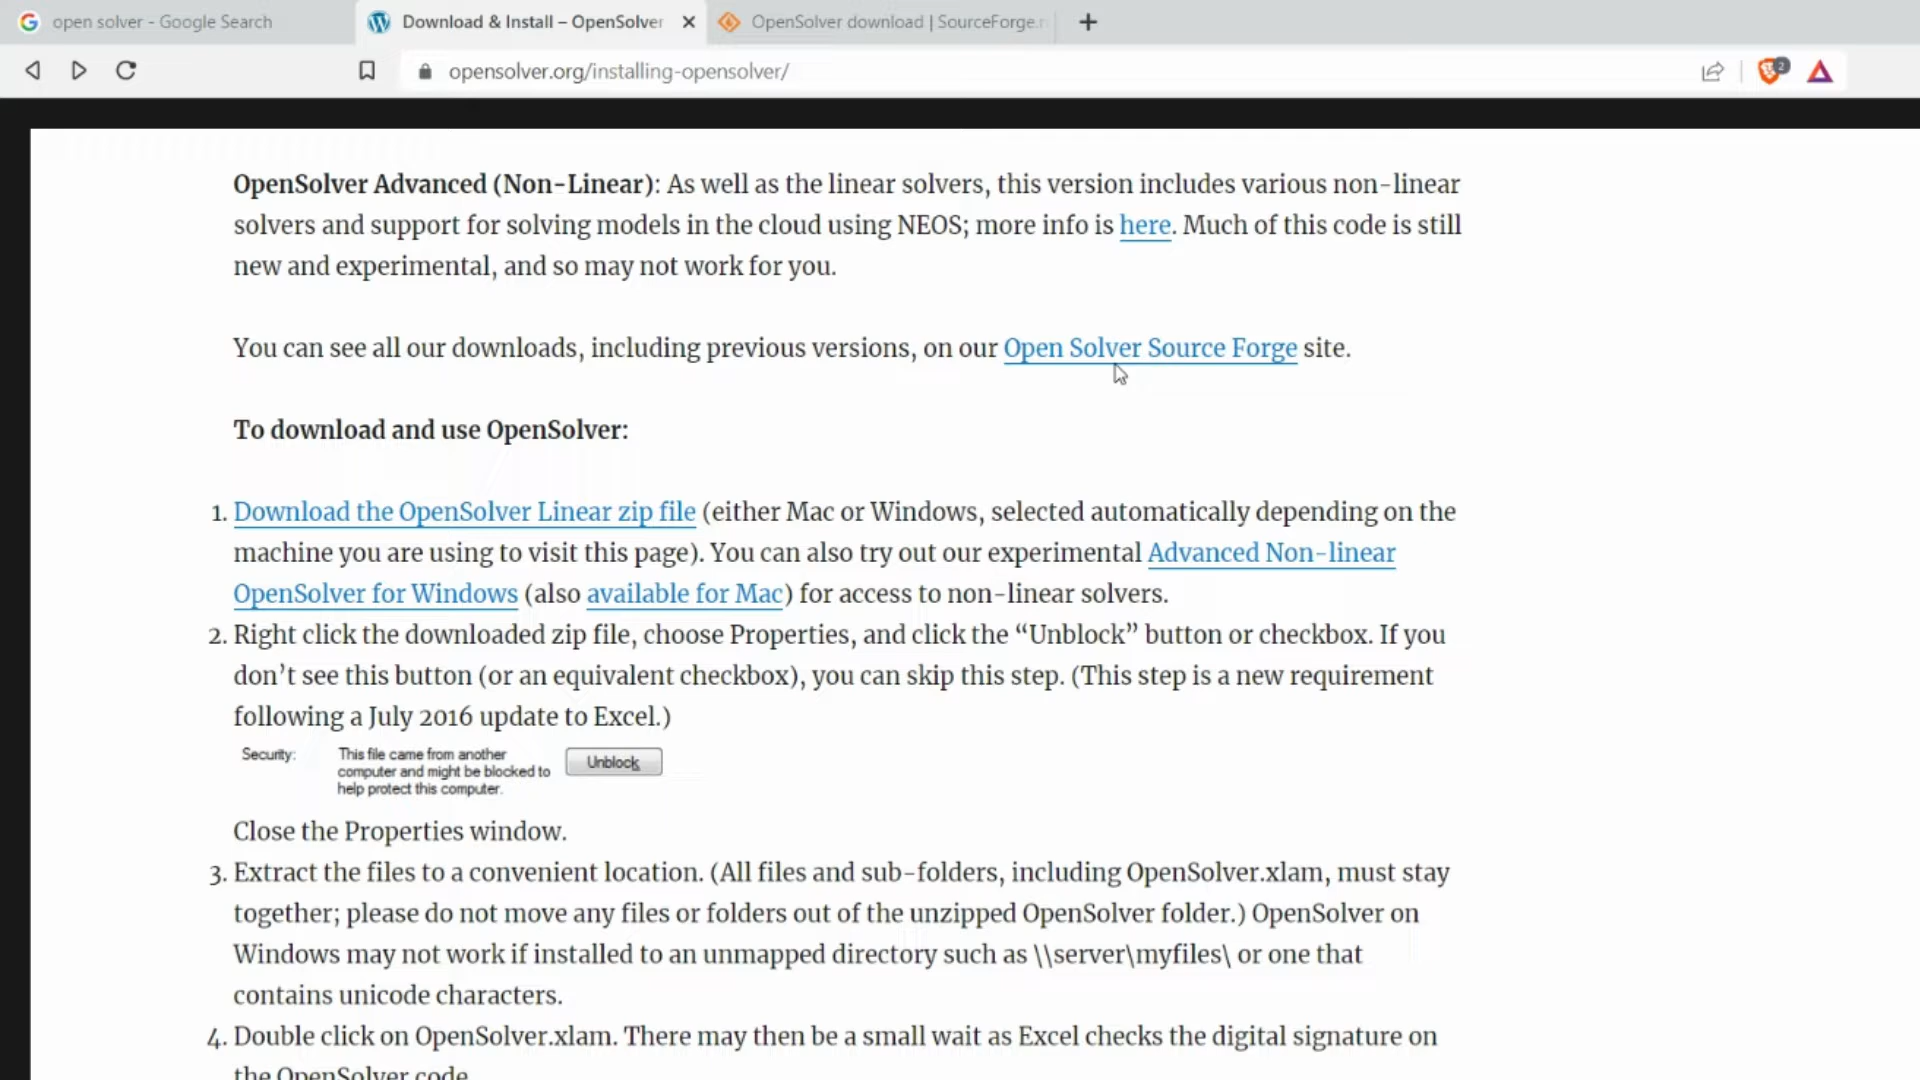 open solver - Google Search
Download & Install – OpenSolver
OpenSolver download | SourceForge.n
opensolver.org/installing-opensolver/
2
OpenSolver Advanced (Non-Linear): As well as the linear solvers, this version includes various non-linear
solvers and support for solving models in the cloud using NEOS; more info is here. Much of this code is still
new and experimental, and so may not work for you.
You can see all our downloads, including previous versions, on our Open Solver Source Forge site.
To download and use OpenSolver:
1. Download the OpenSolver Linear zip file (either Mac or Windows, selected automatically depending on the
machine you are using to visit this page). You can also try out our experimental Advanced Non-linear
OpenSolver for Windows (also available for Mac) for access to non-linear solvers.
2. Right click the downloaded zip file, choose Properties, and click the “Unblock” button or checkbox. If you
don’t see this button (or an equivalent checkbox), you can skip this step. (This step is a new requirement
following a July 2016 update to Excel.)
Security: This file came from another
computer and might be blocked to
help protect this computer.
Unblock
Close the Properties window.
3. Extract the files to a convenient location. (All files and sub-folders, including OpenSolver.xlam, must stay
together; please do not move any files or folders out of the unzipped OpenSolver folder.) OpenSolver on
Windows may not work if installed to an unmapped directory such as \\server\myfiles\ or one that
contains unicode characters.
4. Double click on OpenSolver.xlam. There may then be a small wait as Excel checks the digital signature on
the OpenSolver code.